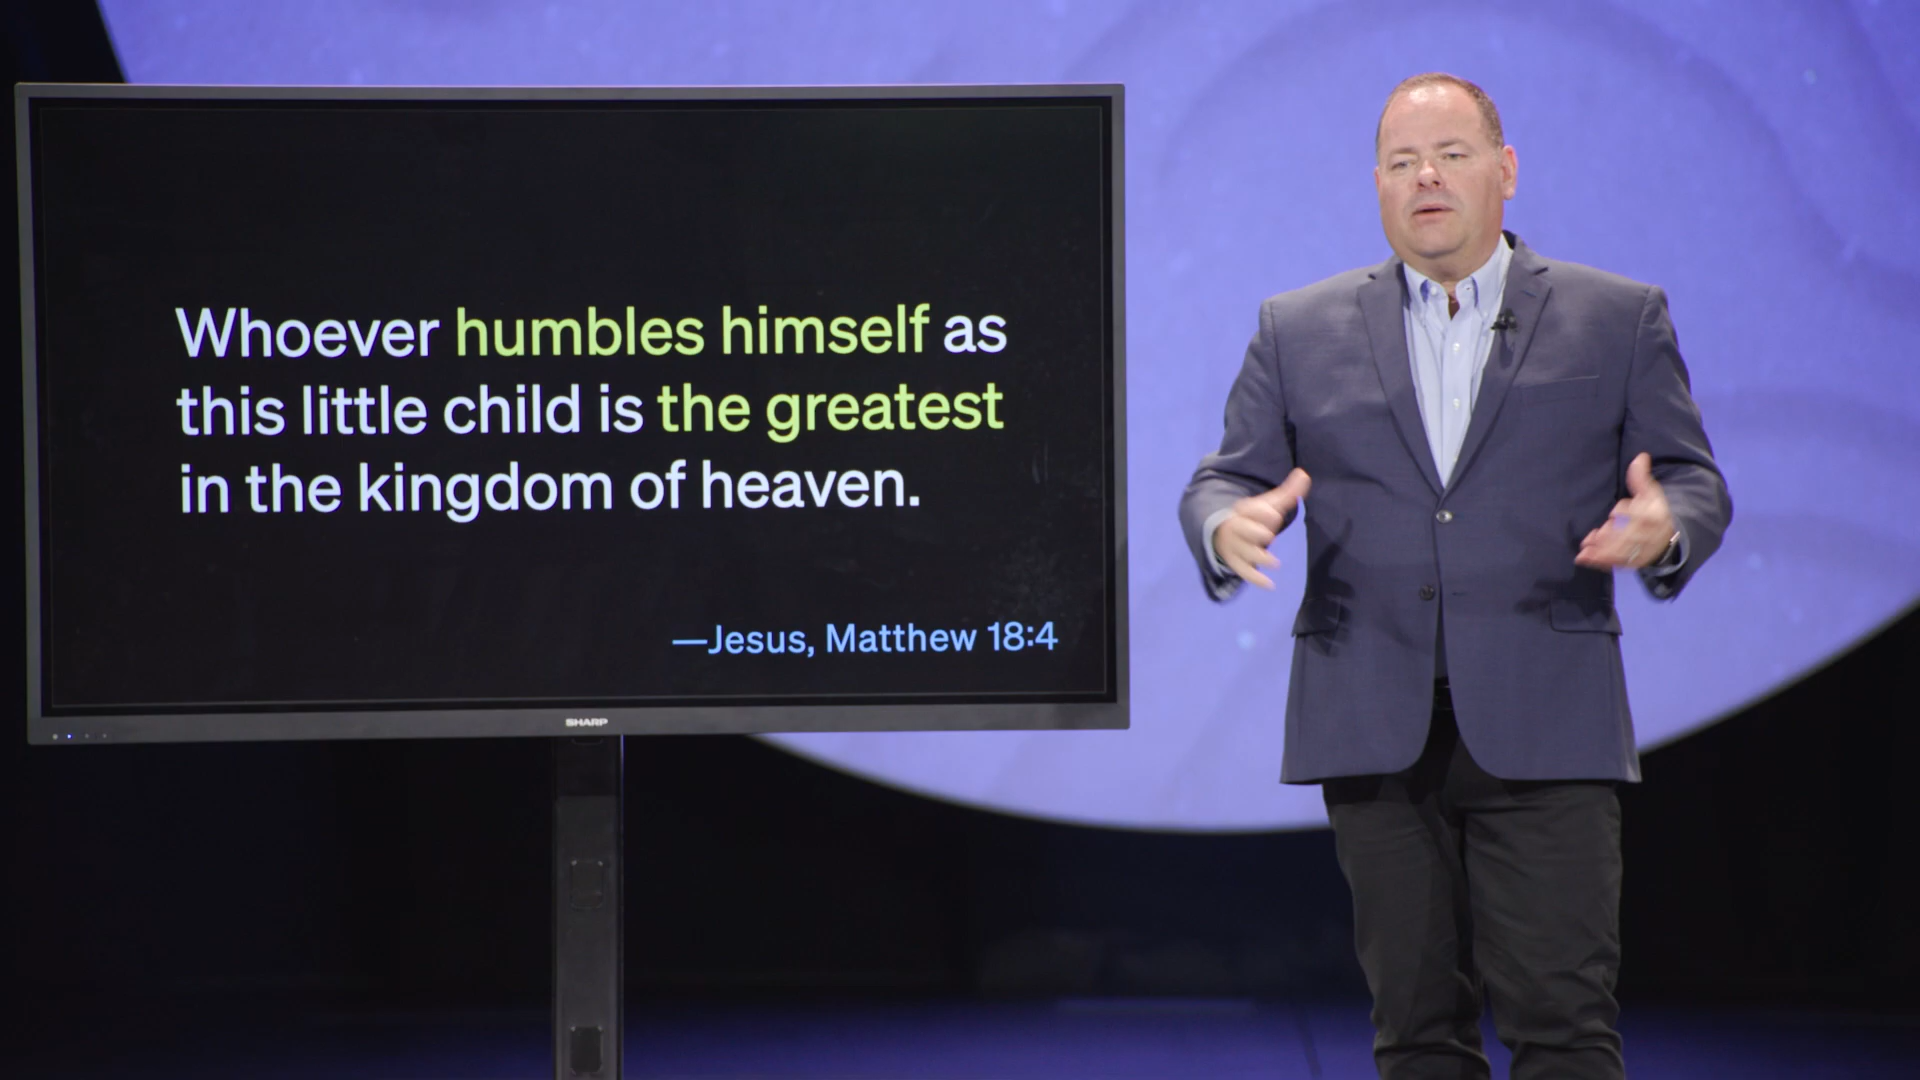 Whoever humbles himself as
this little child is the greatest
in the kingdom of heaven.
—Jesus, Matthew 18:4
SHARP